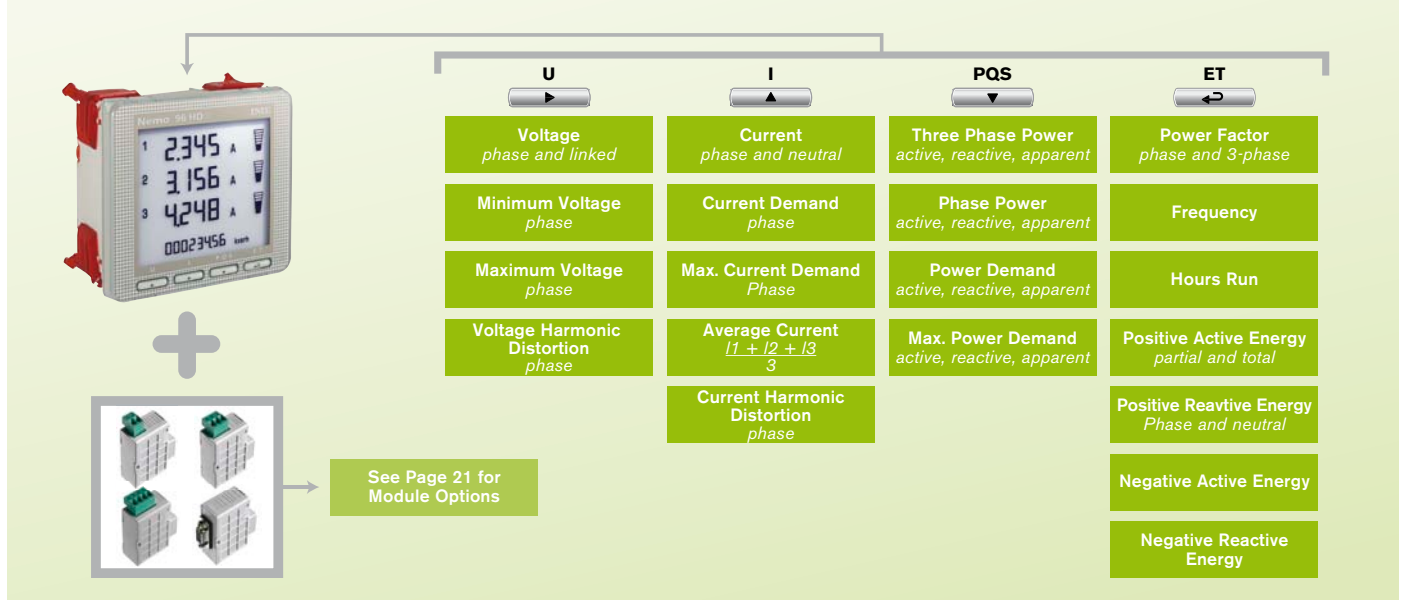 U
I
PQS
ET
Nemo 96 HD
1 2.345 A
2 3.156 A
3 4.248 A
00023456 kWh
Voltage
phase and linked
Minimum Voltage
phase
Maximum Voltage
phase
Voltage Harmonic
Distortion
phase
Current
phase and neutral
Current Demand
phase
Max. Current Demand
Phase
Average Current
I1 + I2 + I3
3
Current Harmonic
Distortion
phase
Three Phase Power
active, reactive, apparent
Phase Power
active, reactive, apparent
Power Demand
active, reactive, apparent
Max. Power Demand
active, reactive, apparent
Power Factor
phase and 3-phase
Frequency
Hours Run
Positive Active Energy
partial and total
Positive Reavtive Energy
Phase and neutral
Negative Active Energy
Negative Reactive
Energy
See Page 21 for
Module Options